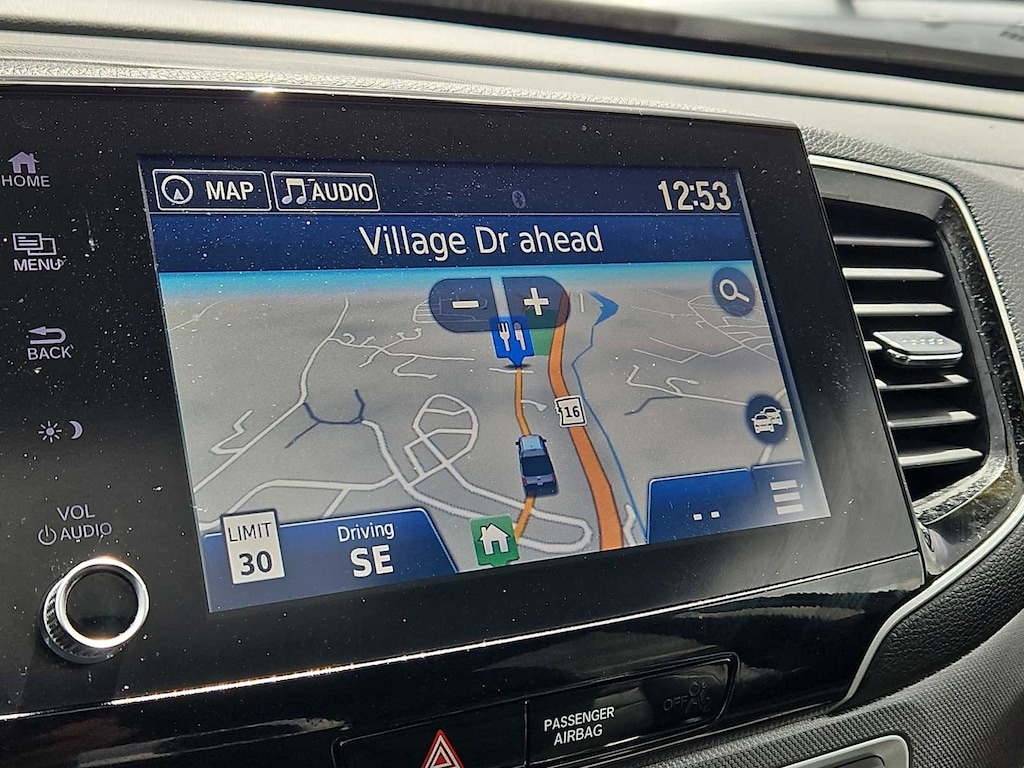 MAP
AUDIO
12:53
Village Dr ahead
HOME
MENU
BACK
VOL
AUDIO
16
LIMIT
30
Driving
SE
--
PASSENGER
AIRBAG
OFF